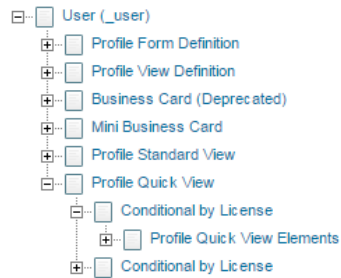 User (_user)
Profile Form Definition
Profile View Definition
Business Card (Deprecated)
Mini Business Card
Profile Standard View
Profile Quick View
Conditional by License
Profile Quick View Elements
Conditional by License